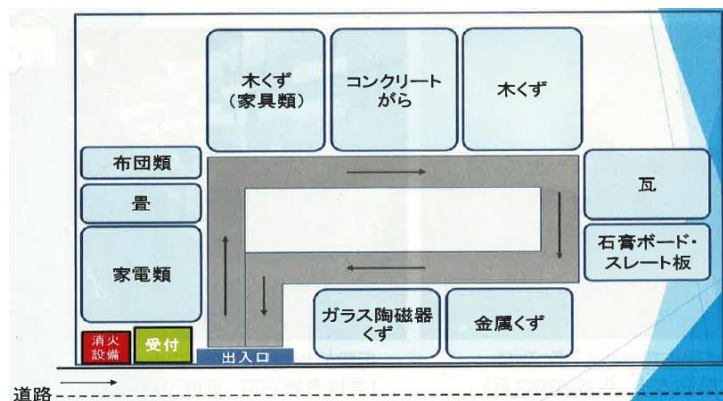 木くず
（家具類）
コンクリート
がら
木くず
布団類
畳
家電類
瓦
石膏ボード・
スレート板
ガラス陶磁器
くず
金属くず
消火
設備
受付
出入口
道路